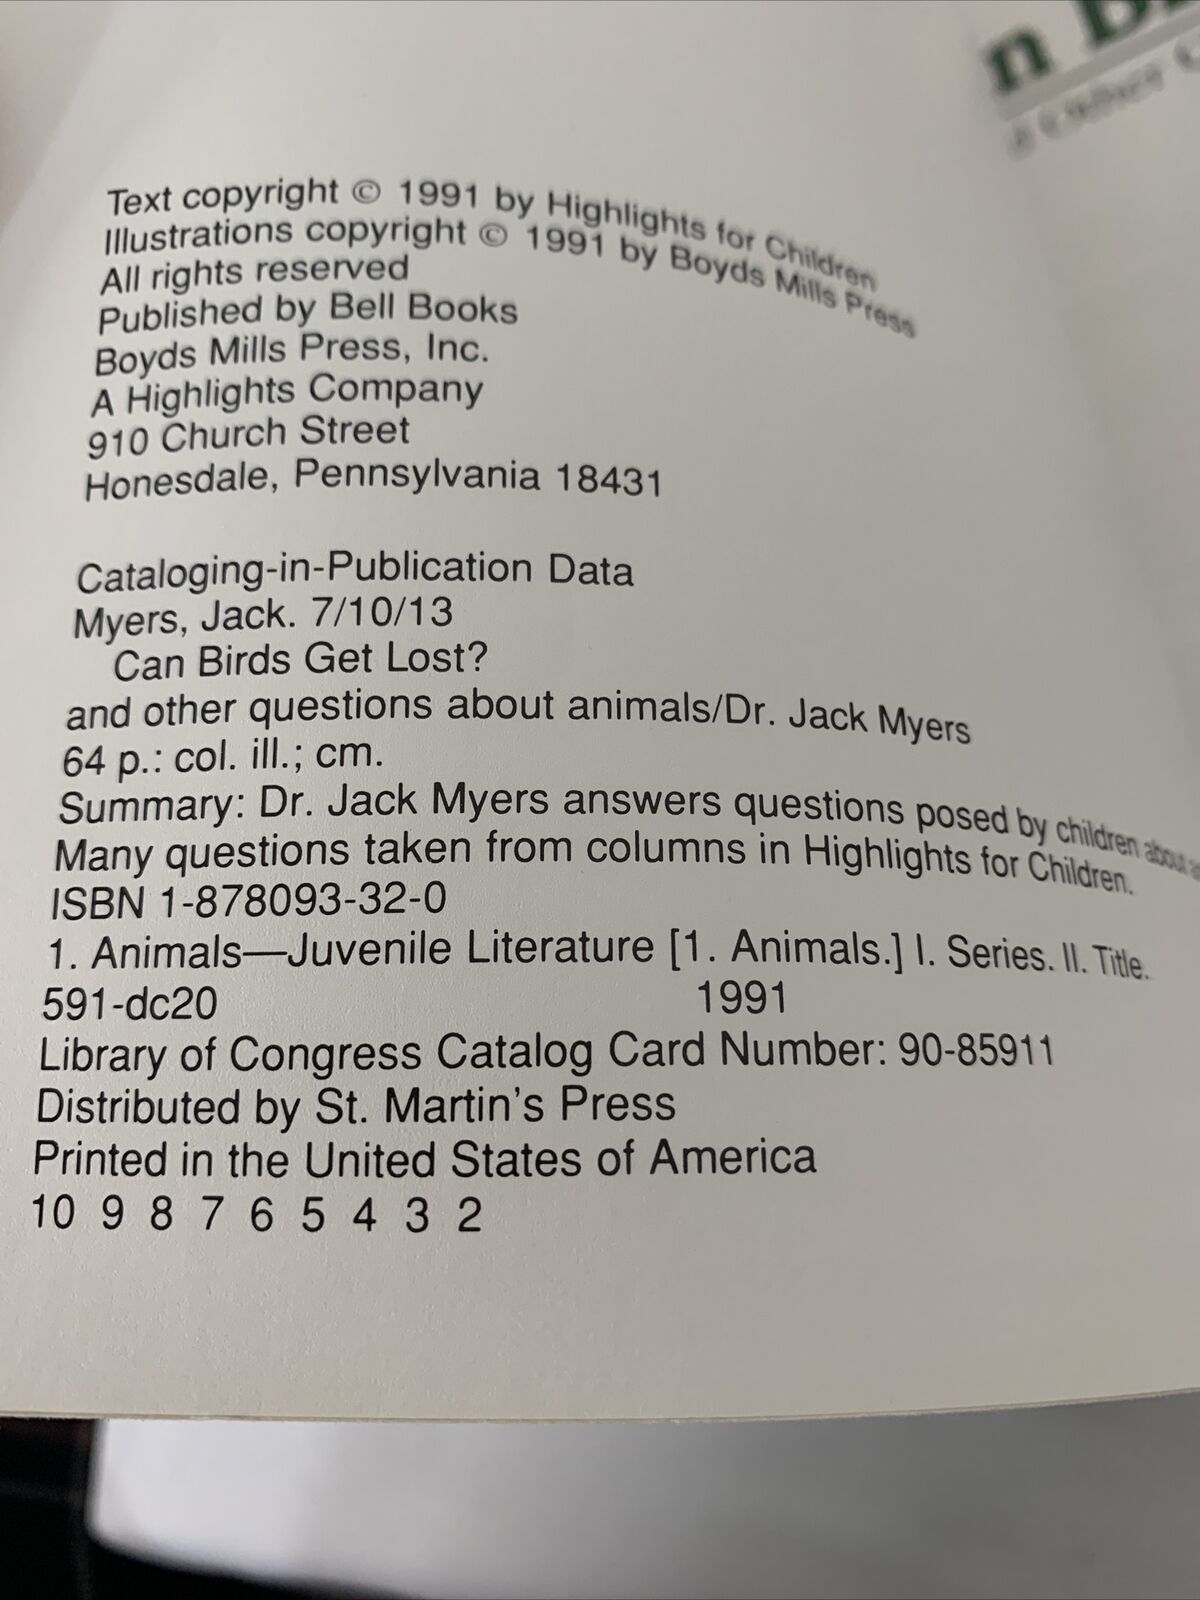 Text copyright © 1991 by Highlights for Children
Illustrations copyright © 1991 by Boyds Mills Press
All rights reserved
Published by Bell Books
Boyds Mills Press, Inc.
A Highlights Company
910 Church Street
Honesdale, Pennsylvania 18431
Cataloging-in-Publication Data
Myers, Jack. 7/10/13
Can Birds Get Lost?
and other questions about animals/Dr. Jack Myers
64 p.: col. ill.; cm.
Summary: Dr. Jack Myers answers questions posed by children about
Many questions taken from columns in Highlights for Children.
ISBN 1-878093-32-0
1. Animals—Juvenile Literature [1. Animals.] I. Series. II. Title.
591-dc20 1991
Library of Congress Catalog Card Number: 90-85911
Distributed by St. Martin's Press
Printed in the United States of America
10 9 8 7 6 5 4 3 2